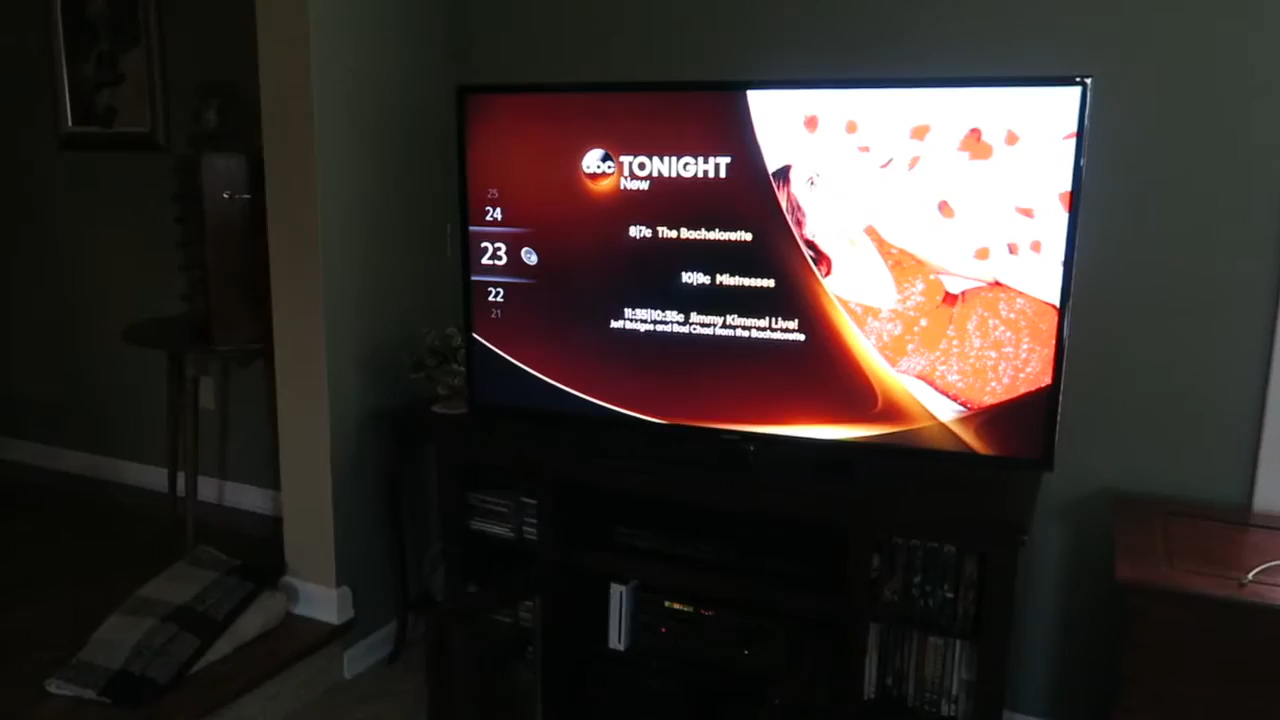 25
24
23
22
21
abc TONIGHT
New
8|7c The Bachelorette
10|9c Mistresses
11:35|10:35c Jimmy Kimmel Live!
Jeff Bridges and Bad Chad from the Bachelorette